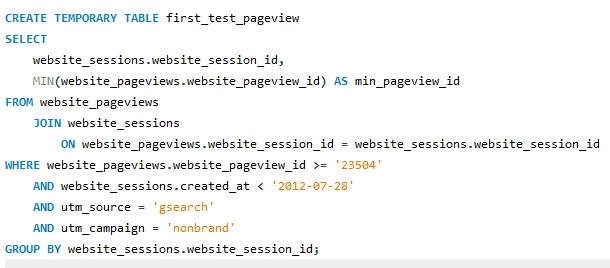 CREATE TEMPORARY TABLE first_test_pageview
SELECT
    website_sessions.website_session_id,
    MIN(website_pageviews.website_pageview_id) AS min_pageview_id
FROM website_pageviews
    JOIN website_sessions
        ON website_pageviews.website_session_id = website_sessions.website_session_id
WHERE website_pageviews.website_pageview_id >= '23504'
    AND website_sessions.created_at < '2012-07-28'
    AND utm_source = 'gsearch'
    AND utm_campaign = 'nonbrand'
GROUP BY website_sessions.website_session_id;